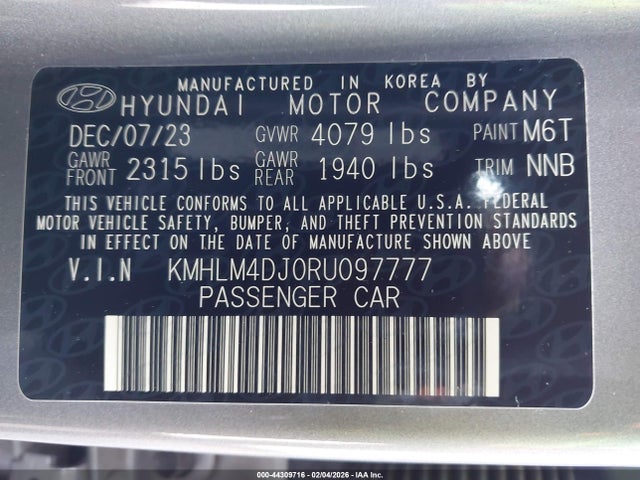 MANUFACTURED IN KOREA BY
HYUNDAI MOTOR COMPANY
DEC/07/23 GVWR 4079 lbs PAINT M6T
GAWR FRONT 2315 lbs GAWR REAR 1940 lbs TRIM NNB
THIS VEHICLE CONFORMS TO ALL APPLICABLE U.S.A. FEDERAL
MOTOR VEHICLE SAFETY, BUMPER, AND THEFT PREVENTION STANDARDS
IN EFFECT ON THE DATE OF MANUFACTURE SHOWN ABOVE
V.I.N KMHLM4DJ0RU097777
PASSENGER CAR
000-44309716 - 02/04/2026 - IAA Inc.